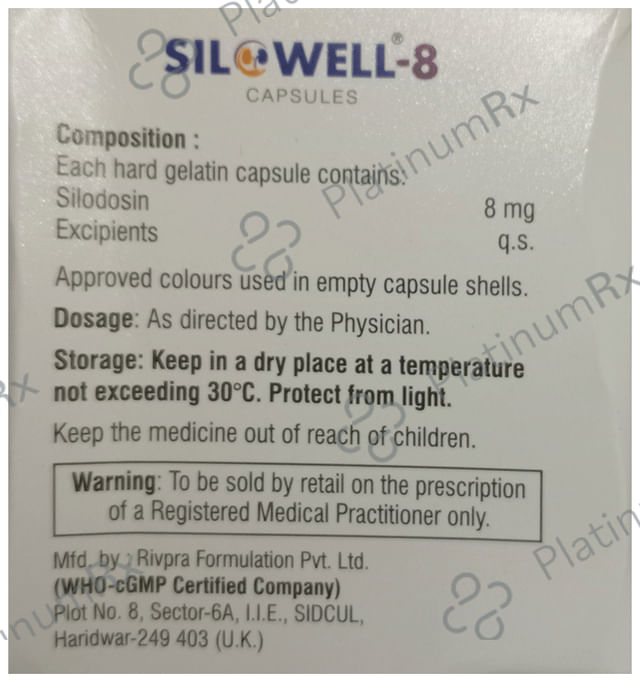 SILOWELL®-8
CAPSULES
Composition :
Each hard gelatin capsule contains:
Silodosin 8 mg
Excipients q.s.
Approved colours used in empty capsule shells.
Dosage: As directed by the Physician.
Storage: Keep in a dry place at a temperature
not exceeding 30°C. Protect from light.
Keep the medicine out of reach of children.
Warning: To be sold by retail on the prescription
of a Registered Medical Practitioner only.
Mfd. by : Rivpra Formulation Pvt. Ltd.
(WHO-cGMP Certified Company)
Plot No. 8, Sector-6A, I.I.E., SIDCUL,
Haridwar-249 403 (U.K.)
PlatinumRx
PlatinumRx